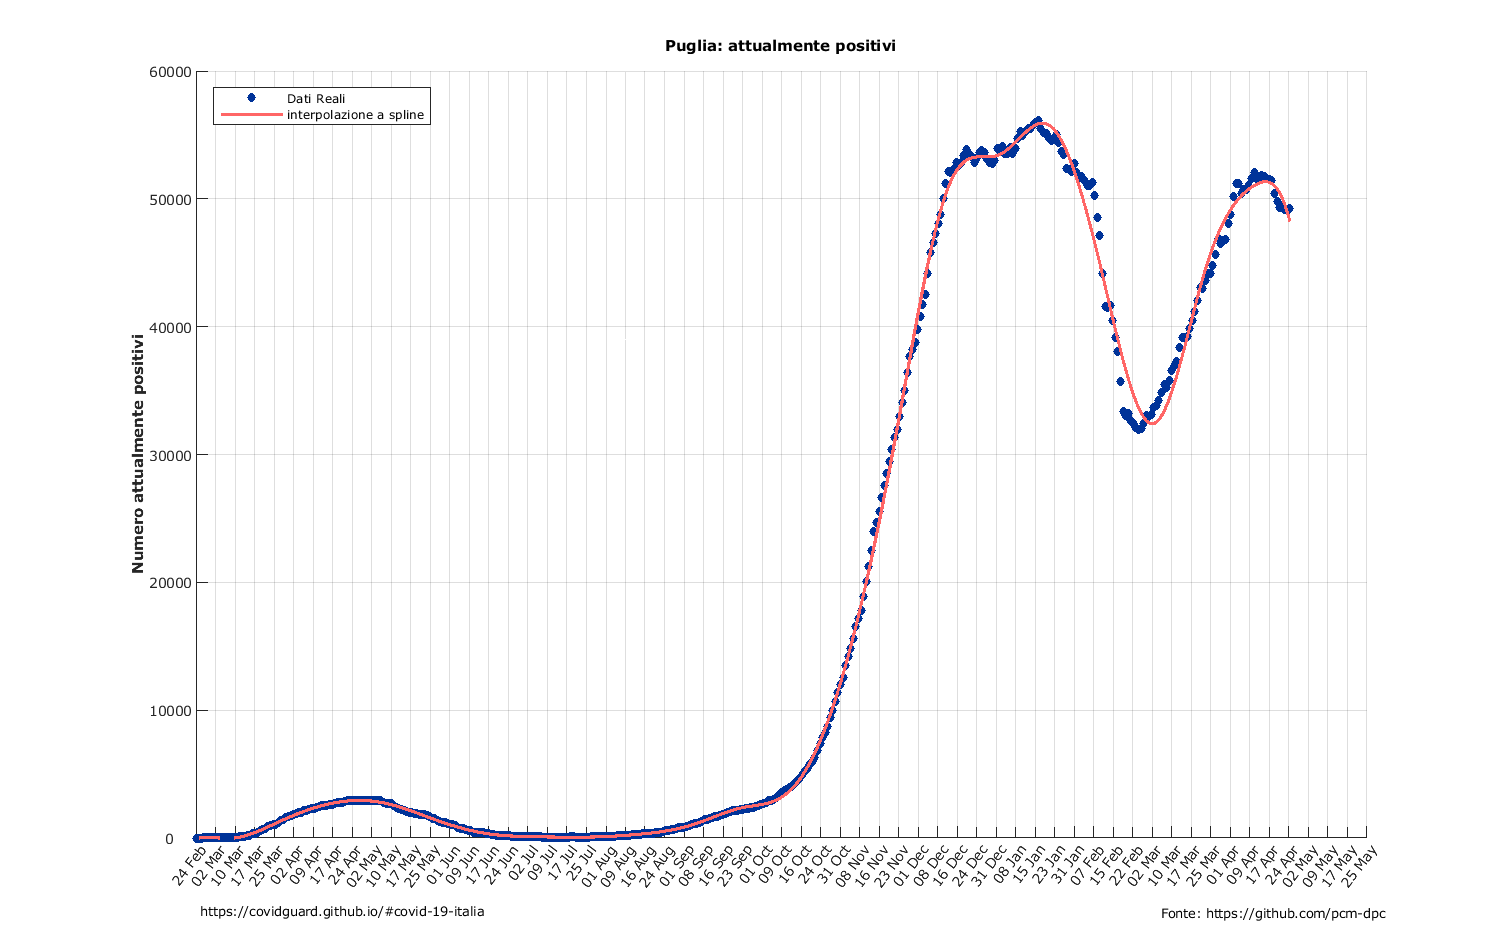 Puglia: attualmente positivi
60000
Dati Reali
interpolazione a spline
50000
40000
Numero attualmente positivi
30000
20000
10000
0
24 Feb
02 Mar
10 Mar
17 Mar
25 Mar
02 Apr
09 Apr
17 Apr
24 Apr
02 May
10 May
17 May
25 May
01 Jun
09 Jun
17 Jun
24 Jun
02 Jul
09 Jul
17 Jul
25 Jul
01 Aug
09 Aug
16 Aug
24 Aug
01 Sep
08 Sep
16 Sep
23 Sep
01 Oct
09 Oct
16 Oct
24 Oct
31 Oct
08 Nov
16 Nov
23 Nov
01 Dec
08 Dec
16 Dec
24 Dec
31 Dec
08 Jan
15 Jan
23 Jan
31 Jan
07 Feb
15 Feb
22 Feb
02 Mar
10 Mar
17 Mar
25 Mar
01 Apr
09 Apr
17 Apr
24 Apr
02 May
09 May
17 May
25 May
https://covidguard.github.io/#covid-19-italia
Fonte: https://github.com/pcm-dpc